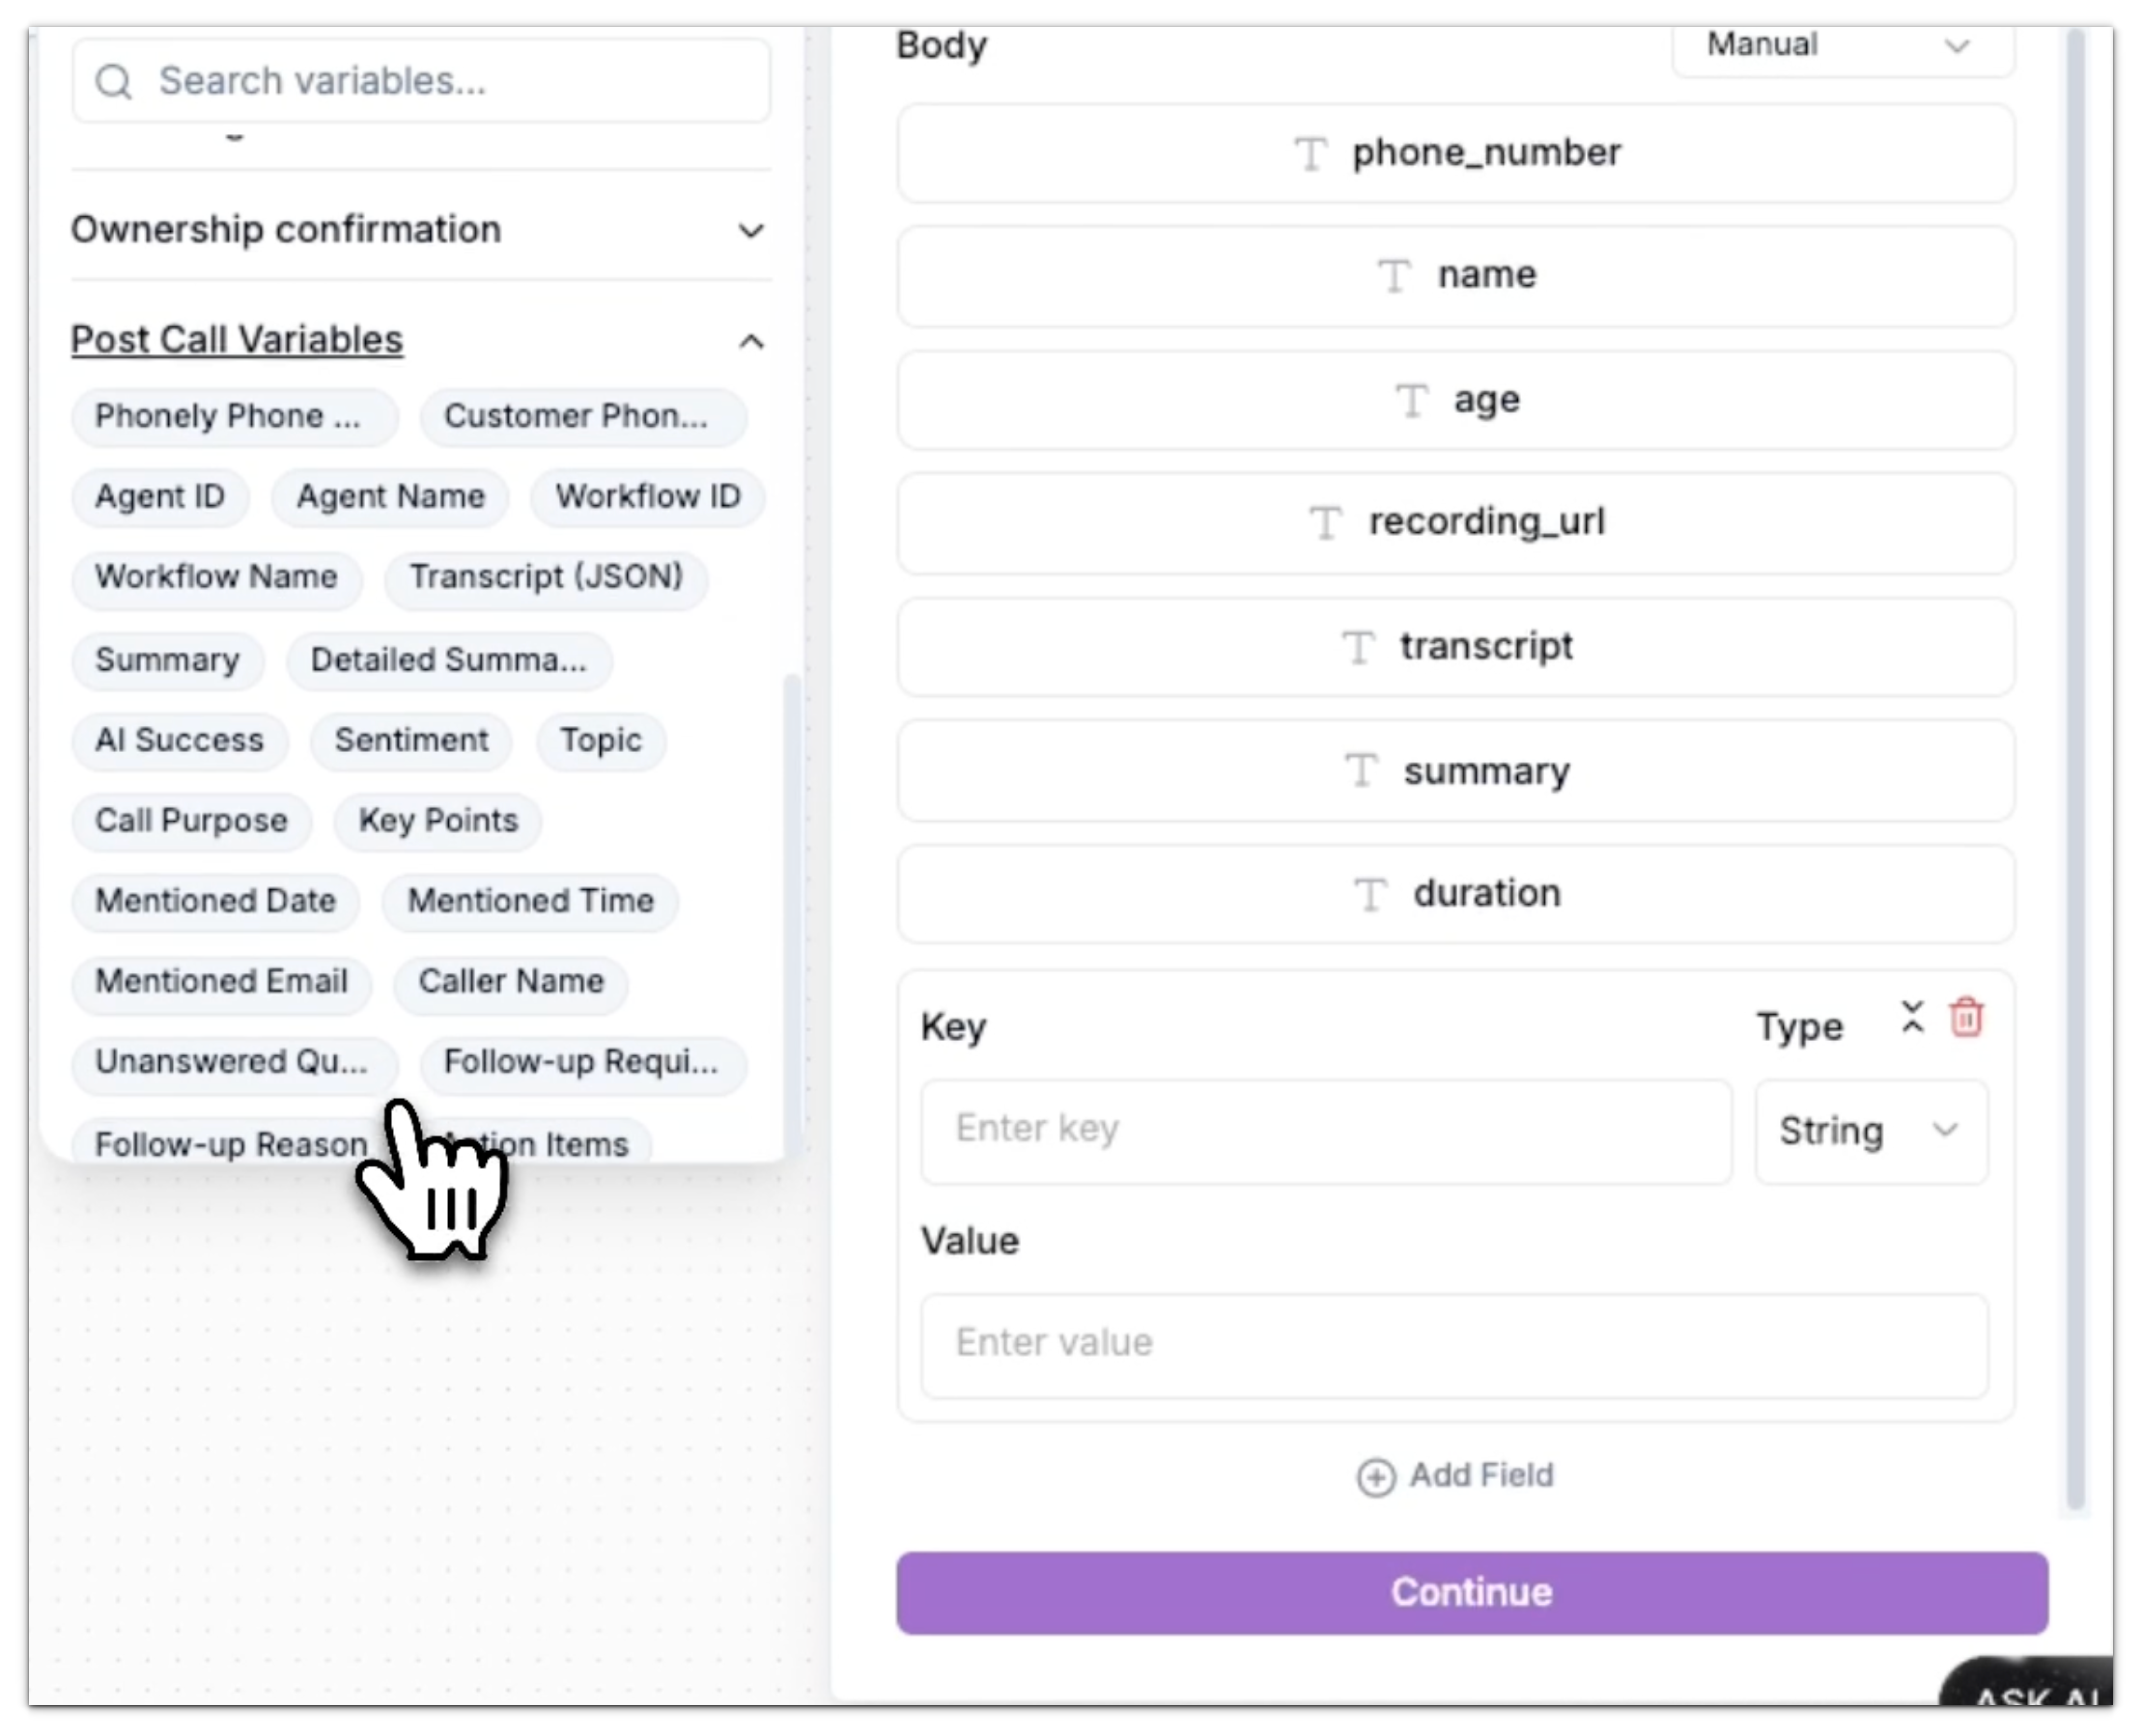 Search variables...
Ownership confirmation
Post Call Variables
Phonely Phone ... Customer Phon...
Agent ID Agent Name Workflow ID
Workflow Name Transcript (JSON)
Summary Detailed Summa...
AI Success Sentiment Topic
Call Purpose Key Points
Mentioned Date Mentioned Time
Mentioned Email Caller Name
Unanswered Qu... Follow-up Requi...
Follow-up Reason Items
Body Manual
phone_number
name
age
recording_url
transcript
summary
duration
Key Type
Enter key String
Value
Enter value
Add Field
Continue
ASK AI